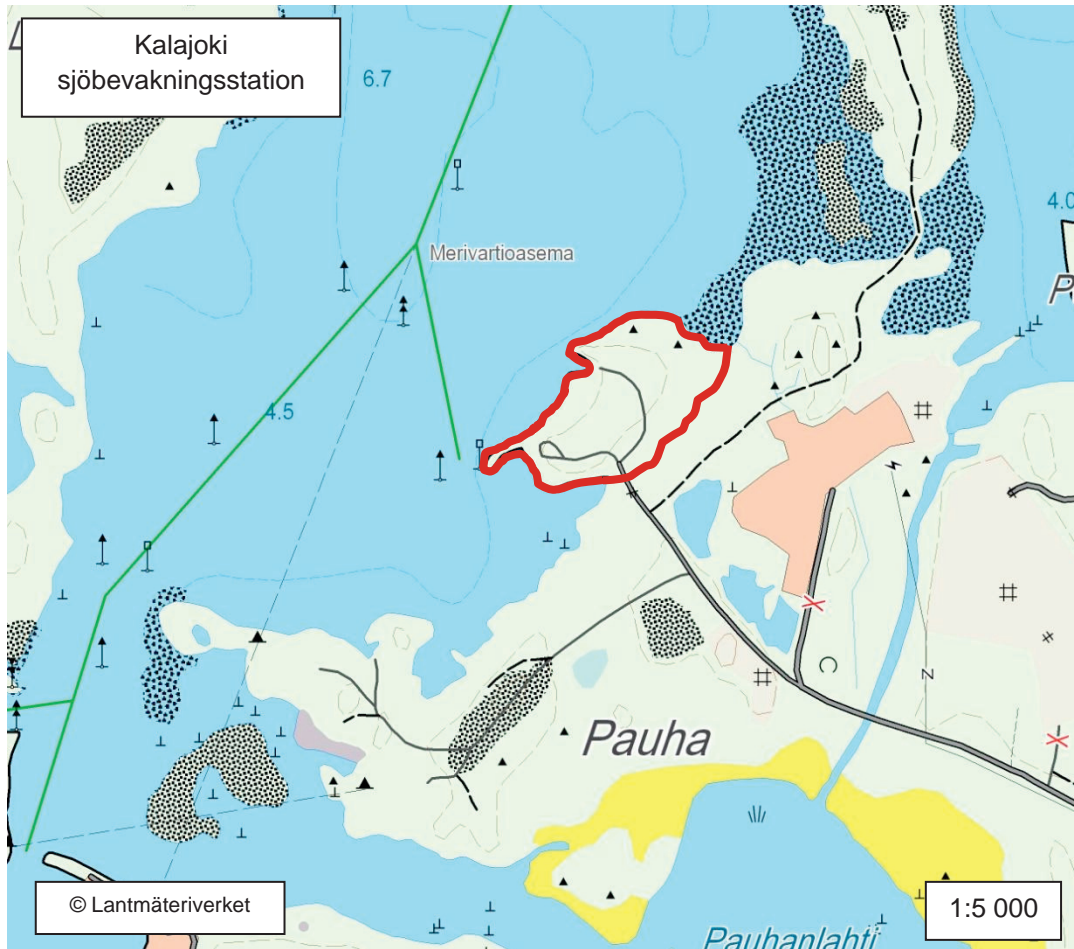 Kalajoki
sjöbevakningsstation
6.7
4.0
Merivartioasema
4.5
Pauha
© Lantmäteriverket
1:5 000
Pauhanlahti